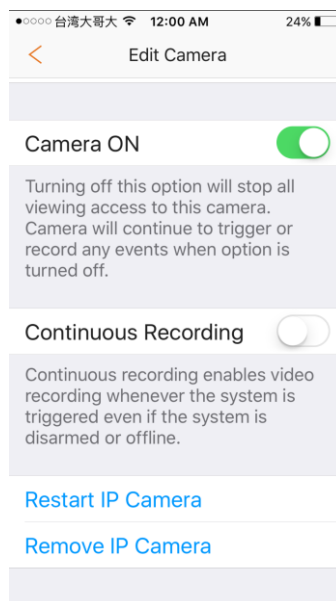 台湾大哥大 12:00 AM 24%
Edit Camera
Camera ON
Turning off this option will stop all
viewing access to this camera.
Camera will continue to trigger or
record any events when option is
turned off.
Continuous Recording
Continuous recording enables video
recording whenever the system is
triggered even if the system is
disarmed or offline.
Restart IP Camera
Remove IP Camera